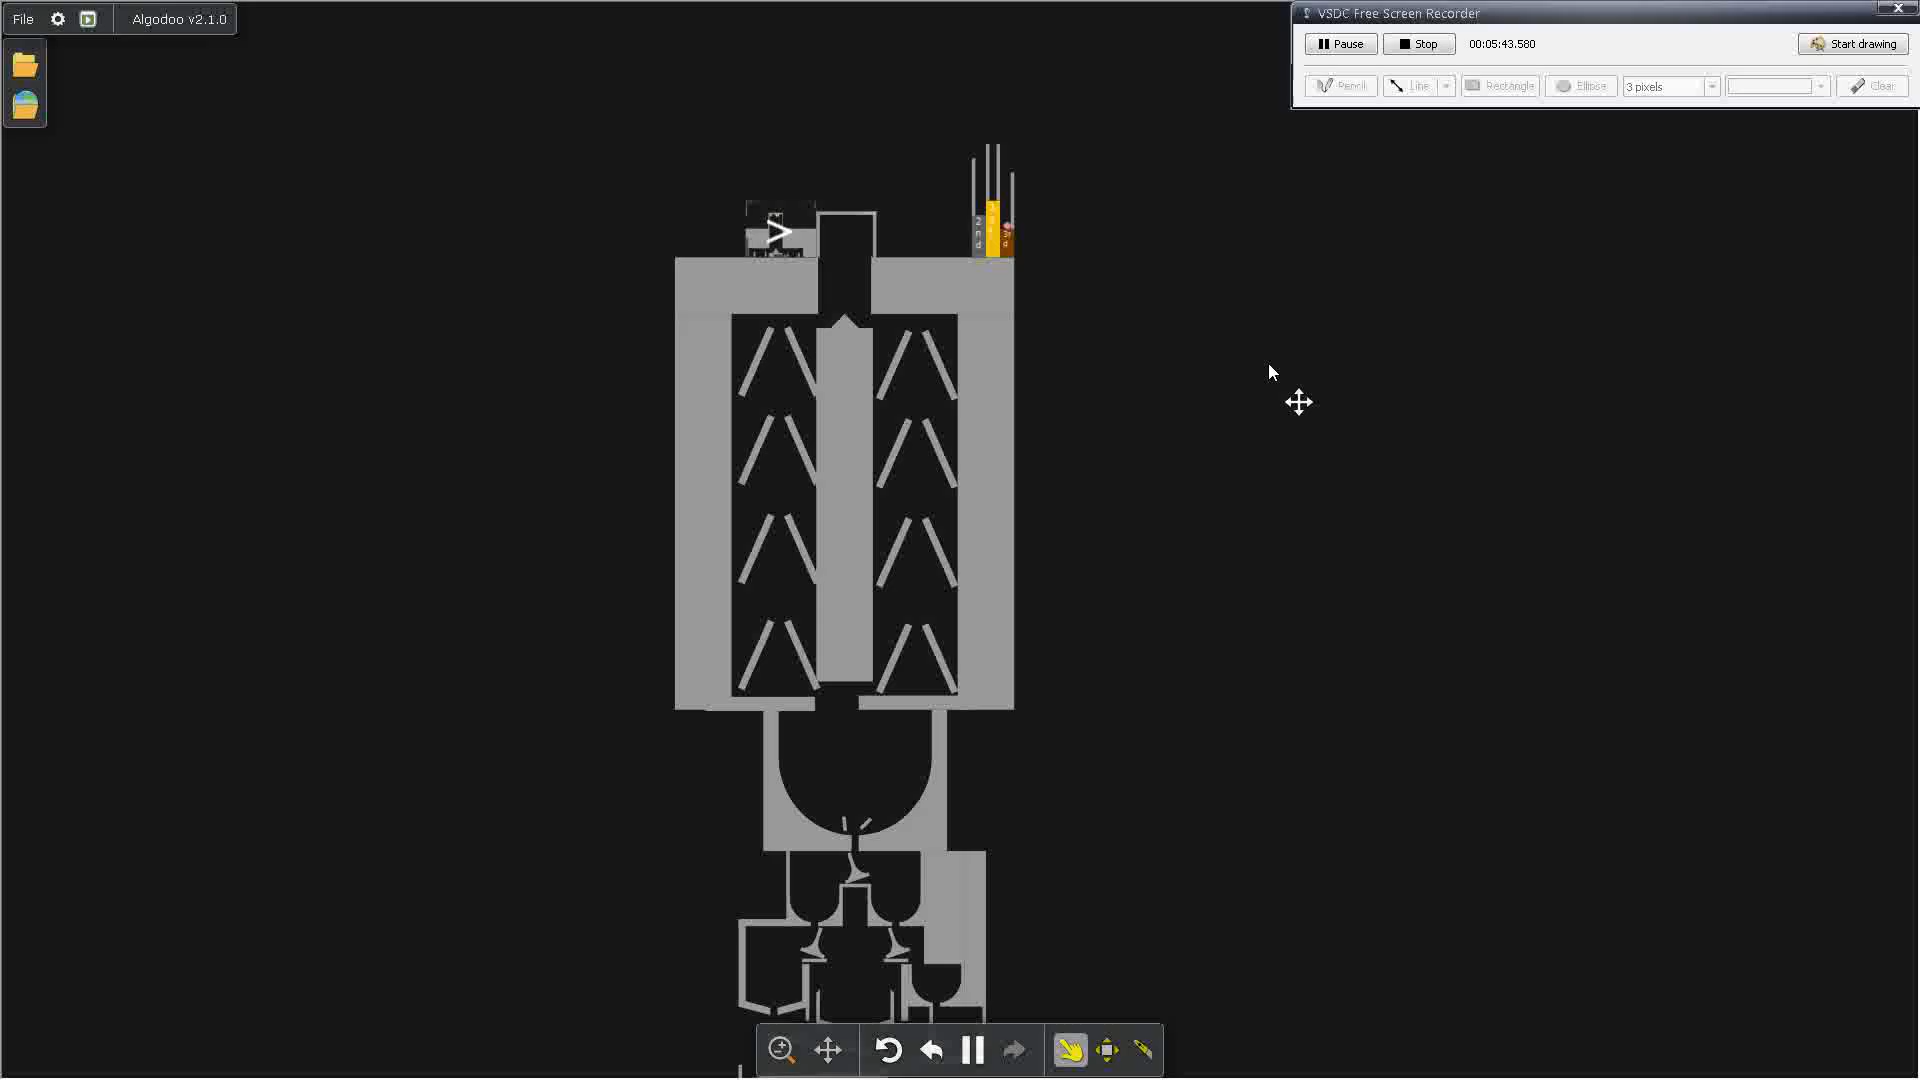 File Algodoo v2.1.0
VSDC Free Screen Recorder
Pause Stop 00:05:43.580 Start drawing
Pencil Line Rectangle Ellipse 3 pixels Clear
>
2nd